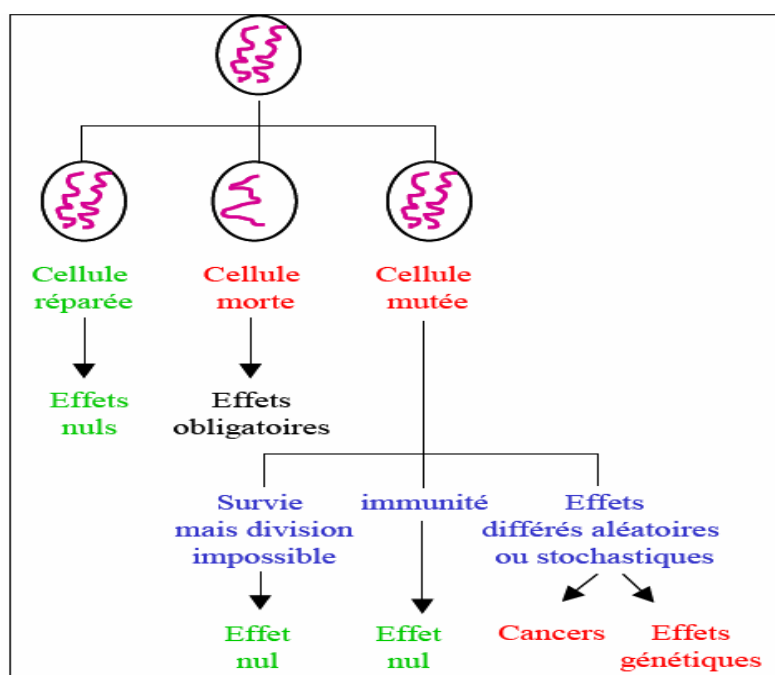 Cellule
réparée
Cellule
morte
Cellule
mutée
Effets
nuls
Effets
obligatoires
Survie
mais division
impossible
immunité
Effets
différés aléatoires
ou stochastiques
Effet
nul
Effet
nul
Cancers
Effets
génétiques